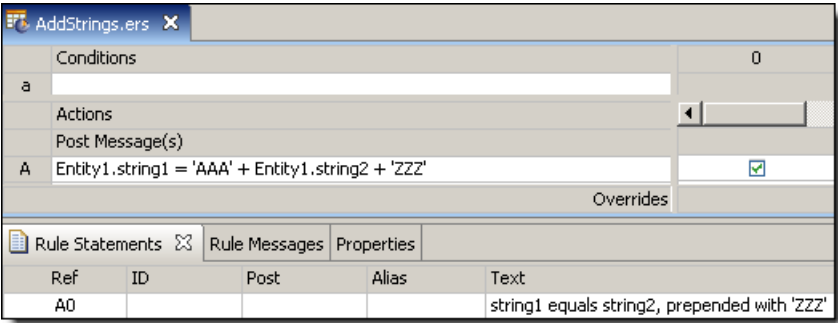 AddStrings.ers
Conditions 0
a
Actions
Post Message(s)
A Entity1.string1 = 'AAA' + Entity1.string2 + 'ZZZ'
Overrides
Rule Statements Rule Messages Properties
Ref ID Post Alias Text
A0 string1 equals string2, prepended with 'ZZZ'